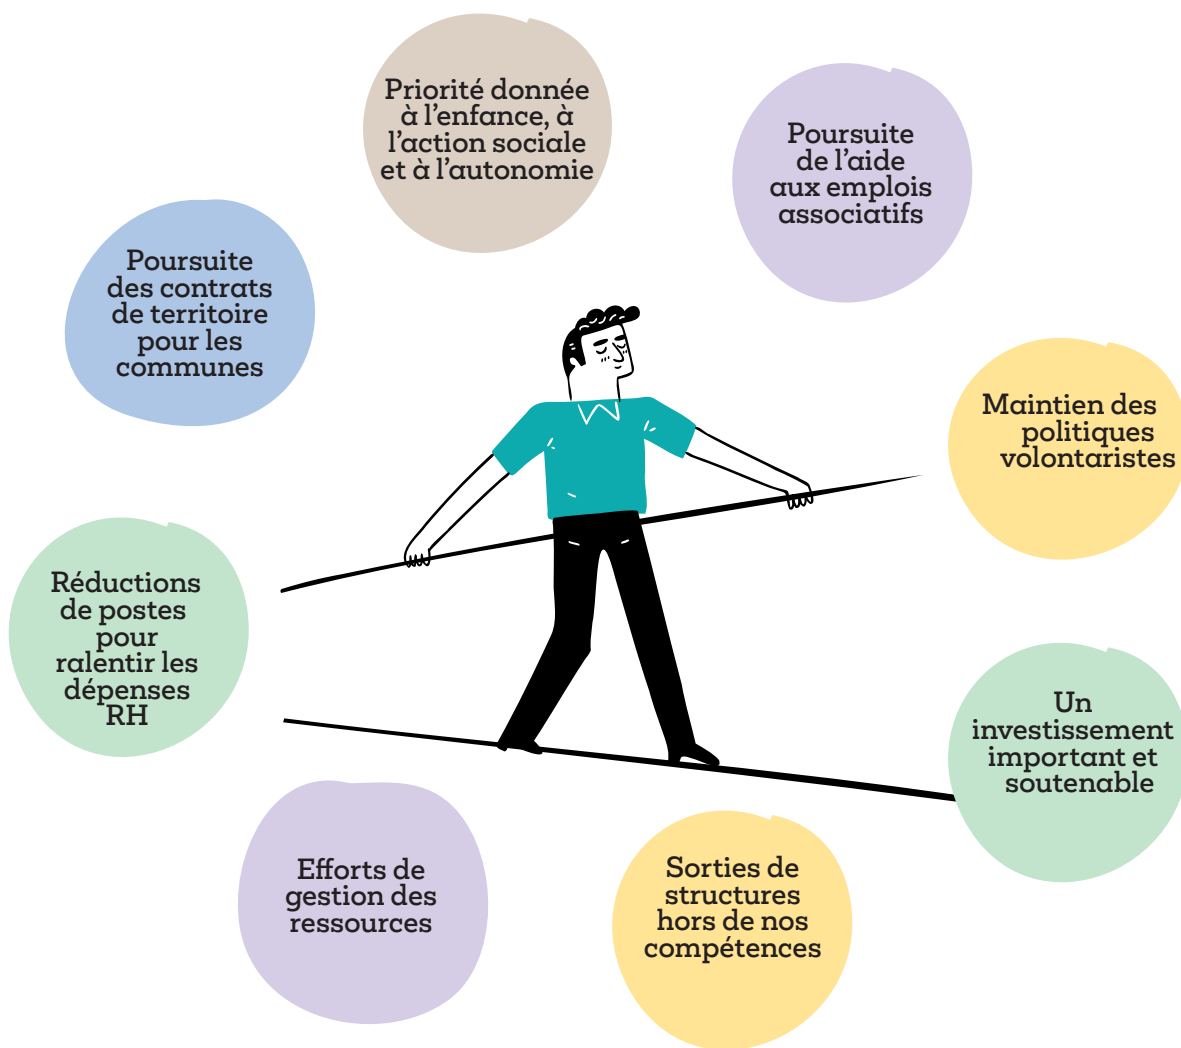 Priorité donnée
à l'enfance, à
l'action sociale
et à l'autonomie
Poursuite
de l'aide
aux emplois
associatifs
Poursuite
des contrats
de territoire
pour les
communes
Maintien des
politiques
volontaristes
Réductions
de postes
pour
ralentir les
dépenses
RH
Un
investissement
important et
soutenable
Efforts de
gestion des
ressources
Sorties de
structures
hors de nos
compétences